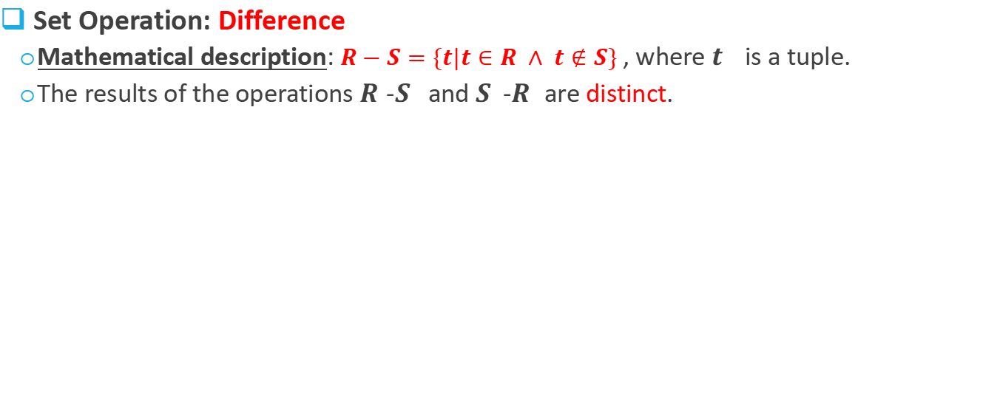 Set Operation: Difference
Mathematical description: R – S = {t|t ∈ R ∧ t ∉ S} , where t is a tuple.
The results of the operations R -S and S -R are distinct.